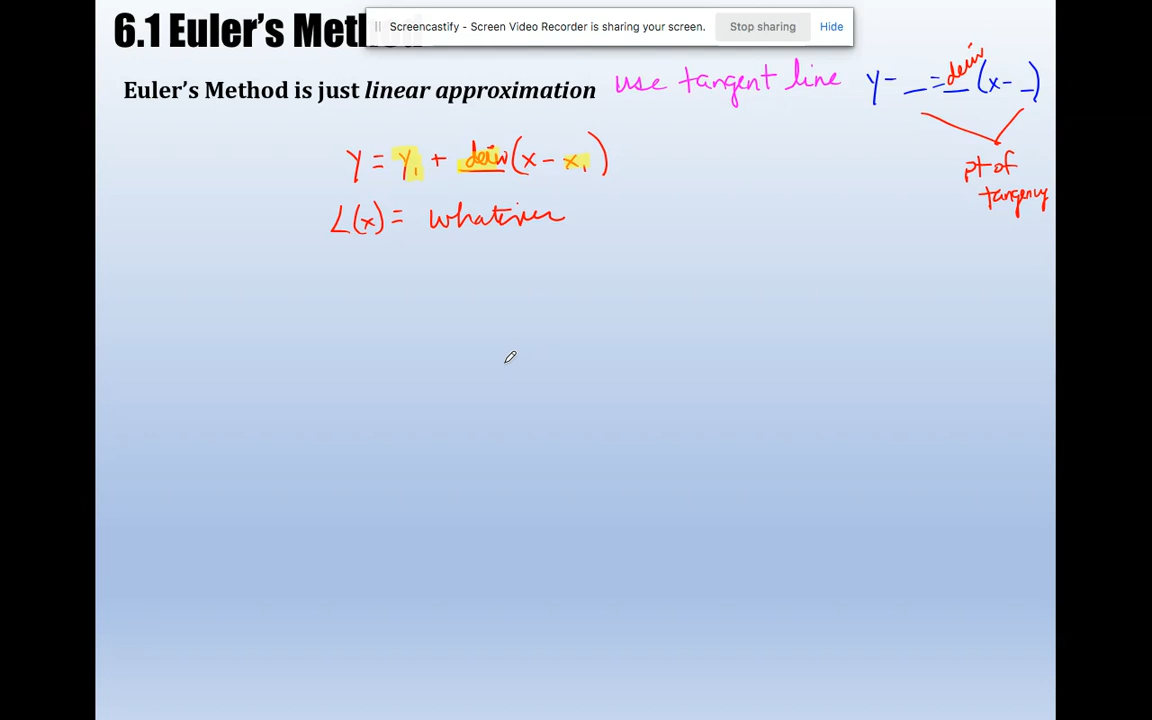 6.1 Euler's Meth
Screencastify - Screen Video Recorder is sharing your screen. Stop sharing Hide
Euler's Method is just linear approximation use tangent line y - _ = _ (x - _)
deriv
y = y₁ + deriv (x - x₁)
pt of
tangency
L(x) = whatever